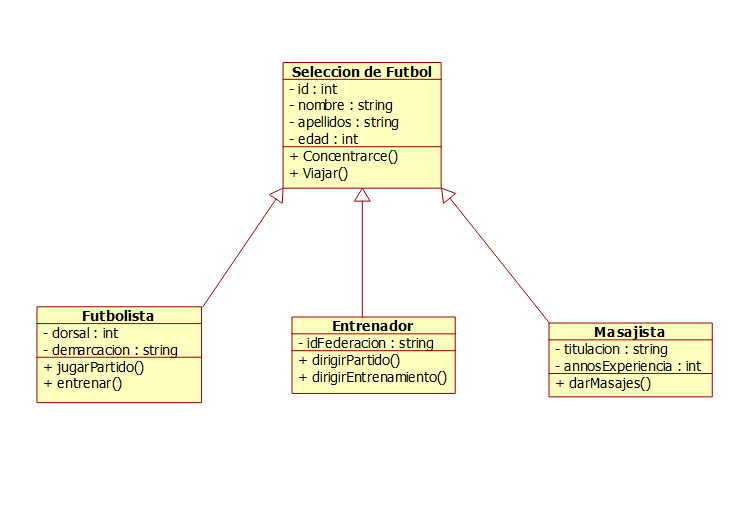 Seleccion de Futbol
- id : int
- nombre : string
- apellidos : string
- edad : int
+ Concentrarce()
+ Viajar()
Futbolista
- dorsal : int
- demarcacion : string
+ jugarPartido()
+ entrenar()
Entrenador
- idFederacion : string
+ dirigirPartido()
+ dirigirEntrenamiento()
Masajista
- titulacion : string
- annosExperiencia : int
+ darMasajes()